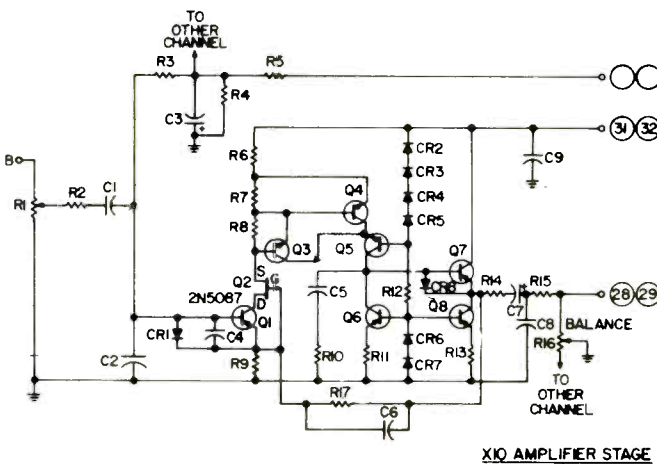 TO
OTHER
CHANNEL
R3
R5
R4
C3
+
31 32
R6
CR2
C9
B
CR3
R7
Q4
CR4
R2
C1
R1
R8
CR5
Q3
Q5
Q7
S
Q2
G
CR8
R14
R15
2N5087
D
C5
R12
Q8
C7
28 29
Q1
Q6
C8
BALANCE
CR1
C4
CR6
R16
C2
R9
R10
R11
CR7
R13
R17
TO
OTHER
CHANNEL
C6
X10 AMPLIFIER STAGE